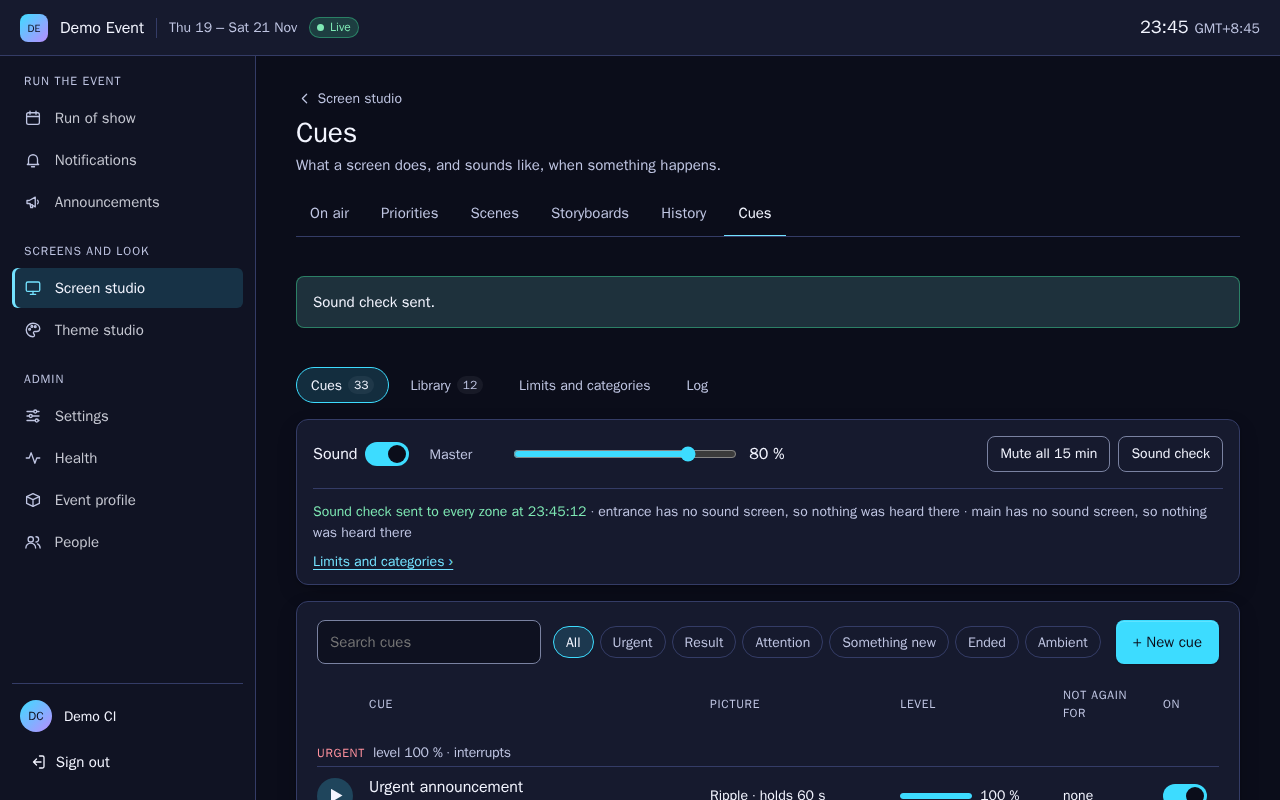 DE Demo Event Thu 19 – Sat 21 Nov Live 23:45 GMT+8:45
RUN THE EVENT
Run of show
Notifications
Announcements
SCREENS AND LOOK
Screen studio
Theme studio
ADMIN
Settings
Health
Event profile
People
DC Demo CI
Sign out
Screen studio
Cues
What a screen does, and sounds like, when something happens.
On air Priorities Scenes Storyboards History Cues
Sound check sent.
Cues 33 Library 12 Limits and categories Log
Sound Master 80 % Mute all 15 min Sound check
Sound check sent to every zone at 23:45:12 · entrance has no sound screen, so nothing was heard there · main has no sound screen, so nothing
was heard there
Limits and categories ›
Search cues All Urgent Result Attention Something new Ended Ambient + New cue
CUE PICTURE LEVEL NOT AGAIN FOR ON
URGENT level 100 % · interrupts
Urgent announcement
Ripple · holds 60 s 100 % none